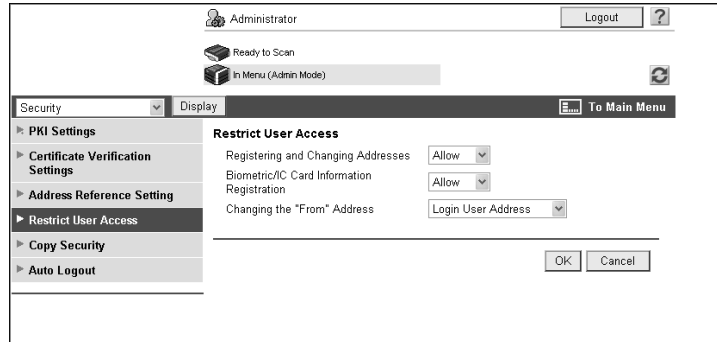 Administrator
Logout
?
Ready to Scan
In Menu (Admin Mode)
Security
Display
To Main Menu
PKI Settings
Certificate Verification
Settings
Address Reference Setting
Restrict User Access
Copy Security
Auto Logout
Restrict User Access
Registering and Changing Addresses Allow
Biometric/IC Card Information
Registration Allow
Changing the "From" Address Login User Address
OK Cancel